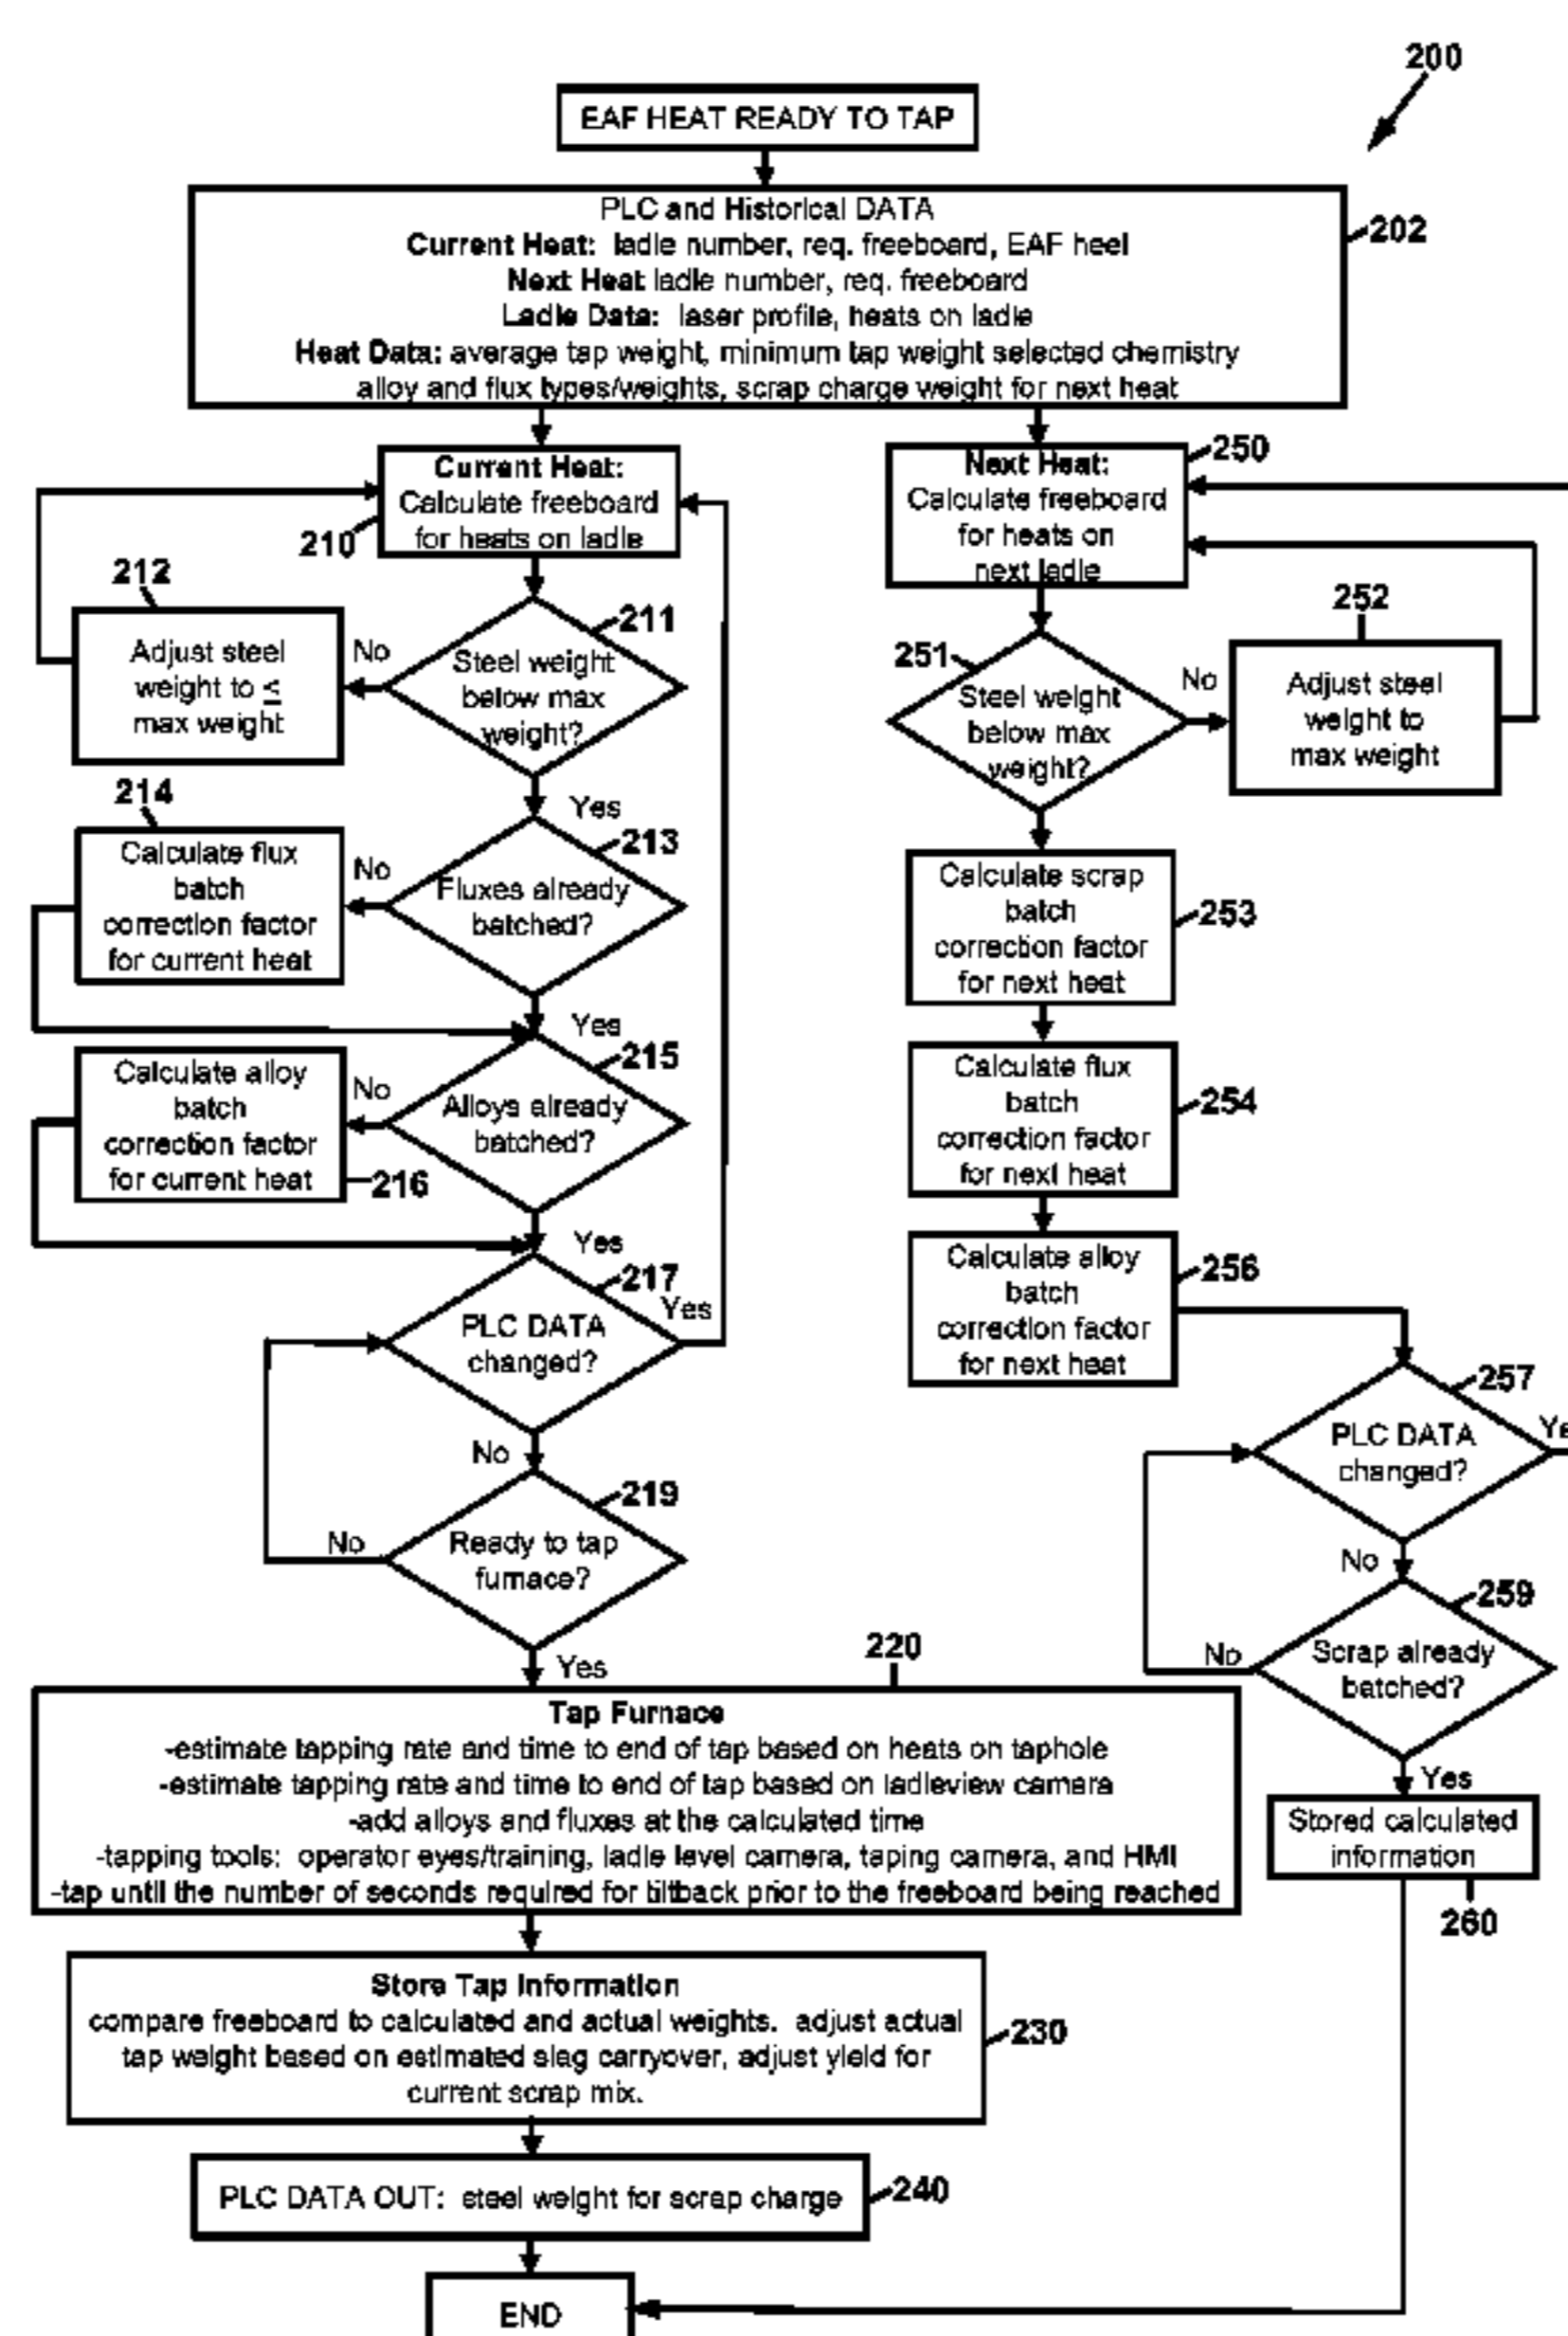 200
EAF HEAT READY TO TAP
PLC and Historical DATA
Current Heat: ladle number, req. freeboard, EAF heel
Next Heat ladle number, req. freeboard
Ladle Data: laser profile, heats on ladle
Heat Data: average tap weight, minimum tap weight selected chemistry
alloy and flux types/weights, scrap charge weight for next heat
202
Current Heat:
Calculate freeboard
for heats on ladle
210
211
Steel weight
below max
weight?
No
212
Adjust steel
weight to ≤
max weight
Yes
213
Fluxes already
batched?
No
214
Calculate flux
batch
correction factor
for current heat
Yes
215
Alloys already
batched?
No
Calculate alloy
batch
correction factor
for current heat
216
Yes
217
PLC DATA
changed?
Yes
No
219
Ready to tap
furnace?
No
Yes
Next Heat:
Calculate freeboard
for heats on
next ladle
250
251
Steel weight
below max
weight?
No
252
Adjust steel
weight to
max weight
Calculate scrap
batch
correction factor
for next heat
253
Calculate flux
batch
correction factor
for next heat
254
Calculate alloy
batch
correction factor
for next heat
256
257
PLC DATA
changed?
No
259
Scrap already
batched?
No
Yes
Stored calculated
information
260
220
Tap Furnace
-estimate tapping rate and time to end of tap based on heats on taphole
-estimate tapping rate and time to end of tap based on ladleview camera
-add alloys and fluxes at the calculated time
-tapping tools: operator eyes/training, ladle level camera, taping camera, and HMI
-tap until the number of seconds required for tiltback prior to the freeboard being reached
Store Tap Information
compare freeboard to calculated and actual weights. adjust actual
tap weight based on estimated slag carryover, adjust yield for
current scrap mix.
230
PLC DATA OUT: steel weight for scrap charge
240
END